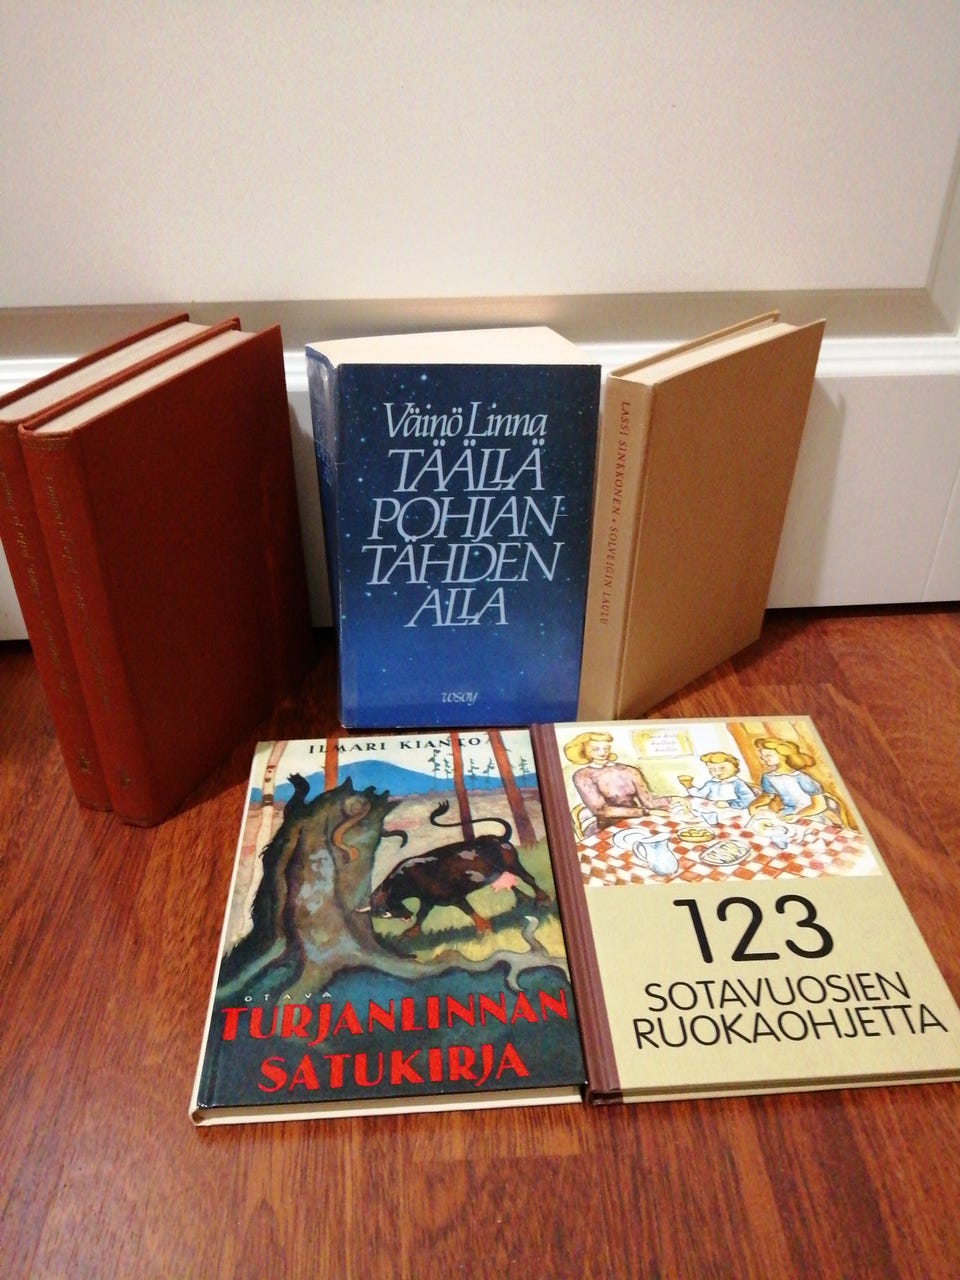 Väinö Linna
TÄÄLLÄ
POHJAN-
TÄHDEN
ALLA
wsoy
LASSI SINKKONEN • SOLVEIGIN LAULU
ILMARI KIANTO
OTAVA
TURJANLINNAN
SATUKIRJA
123
SOTAVUOSIEN
RUOKAOHJETTA